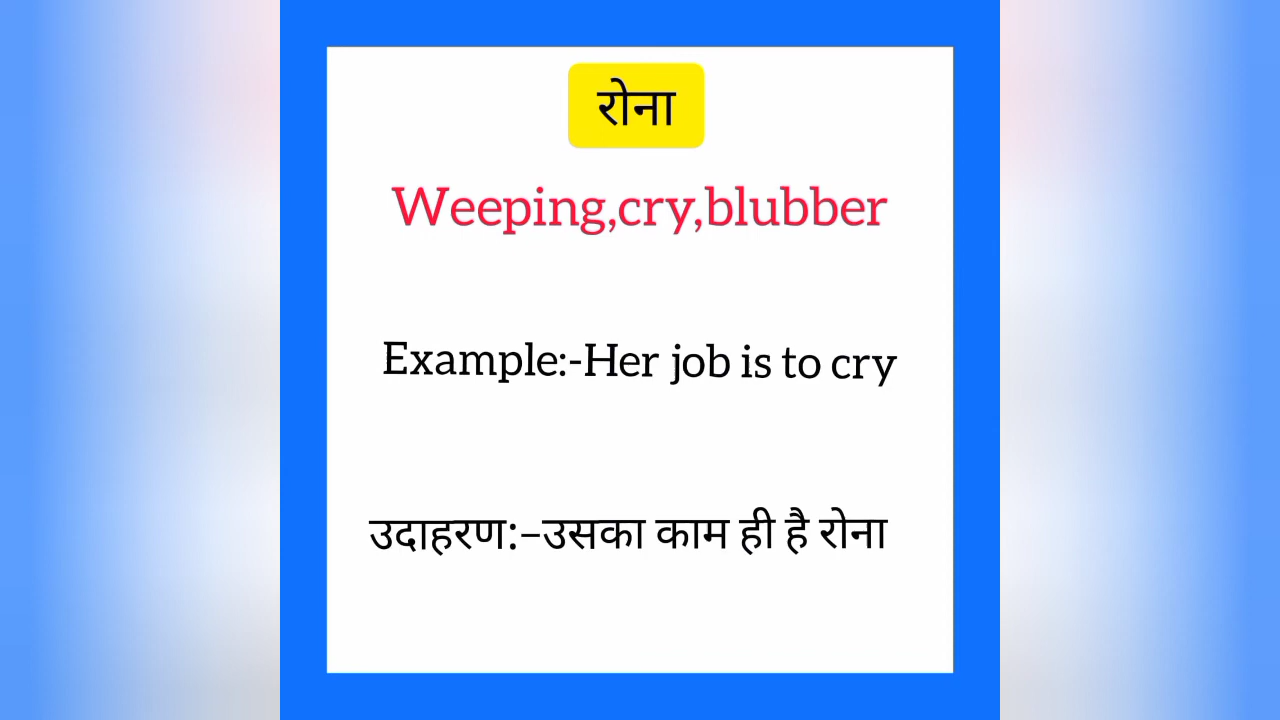 रोना
Weeping,cry,blubber
Example:-Her job is to cry
उदाहरण:–उसका काम ही है रोना